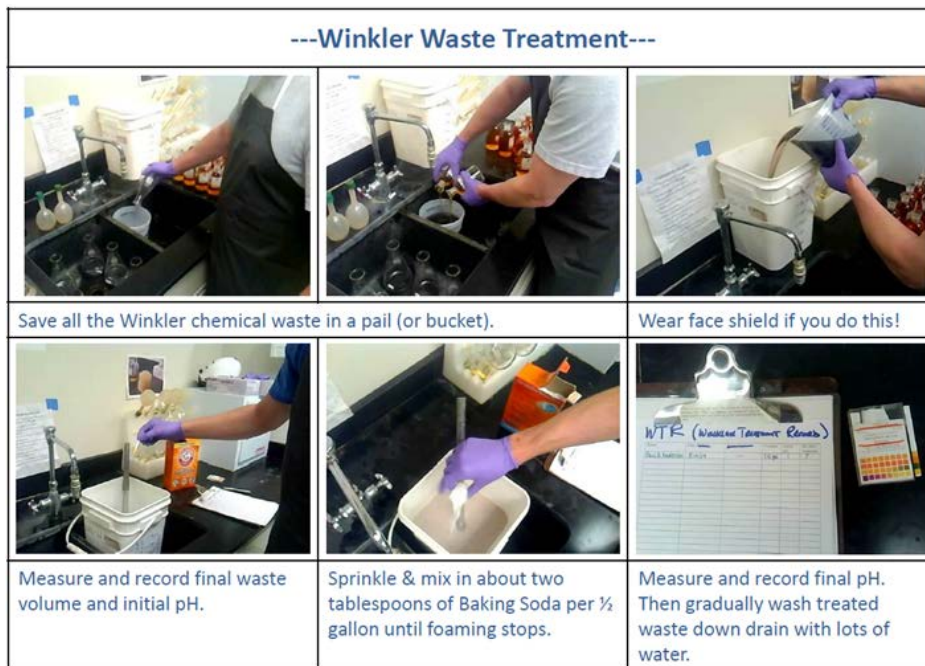 ---Winkler Waste Treatment---
Save all the Winkler chemical waste in a pail (or bucket).
Wear face shield if you do this!
Measure and record final waste
volume and initial pH.
Sprinkle & mix in about two
tablespoons of Baking Soda per ½
gallon until foaming stops.
WTR (WINKLER TREATMENT RECORD)
Measure and record final pH.
Then gradually wash treated
waste down drain with lots of
water.